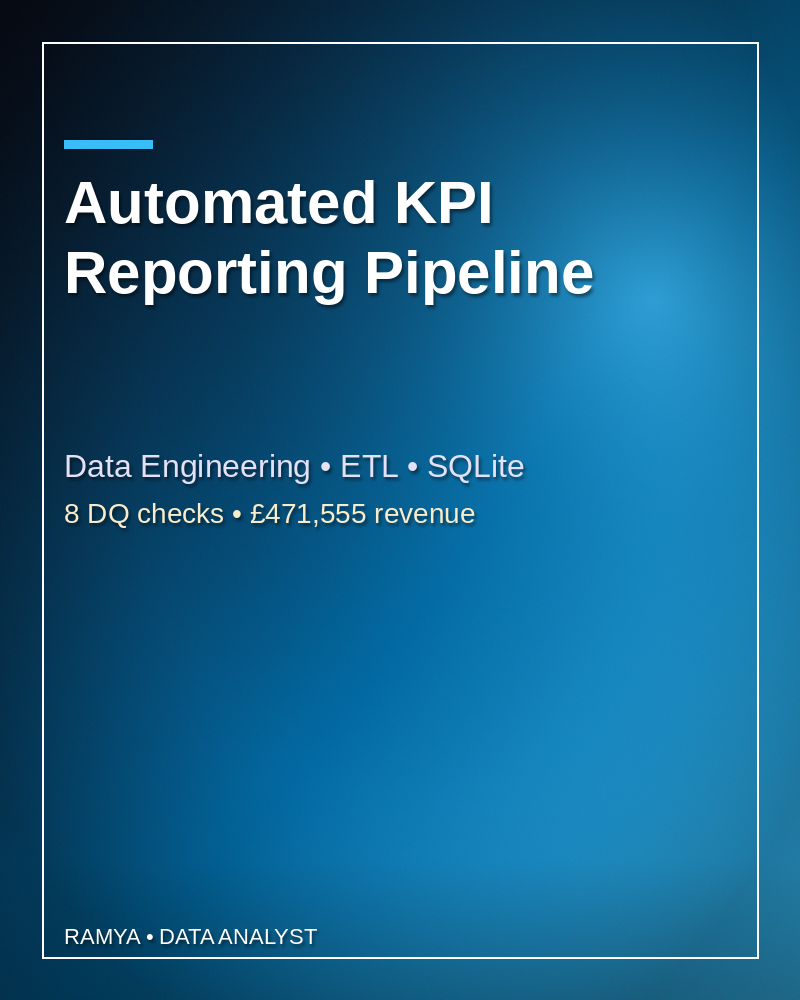 Automated KPI
Reporting Pipeline
Data Engineering • ETL • SQLite
8 DQ checks • £471,555 revenue
RAMYA • DATA ANALYST